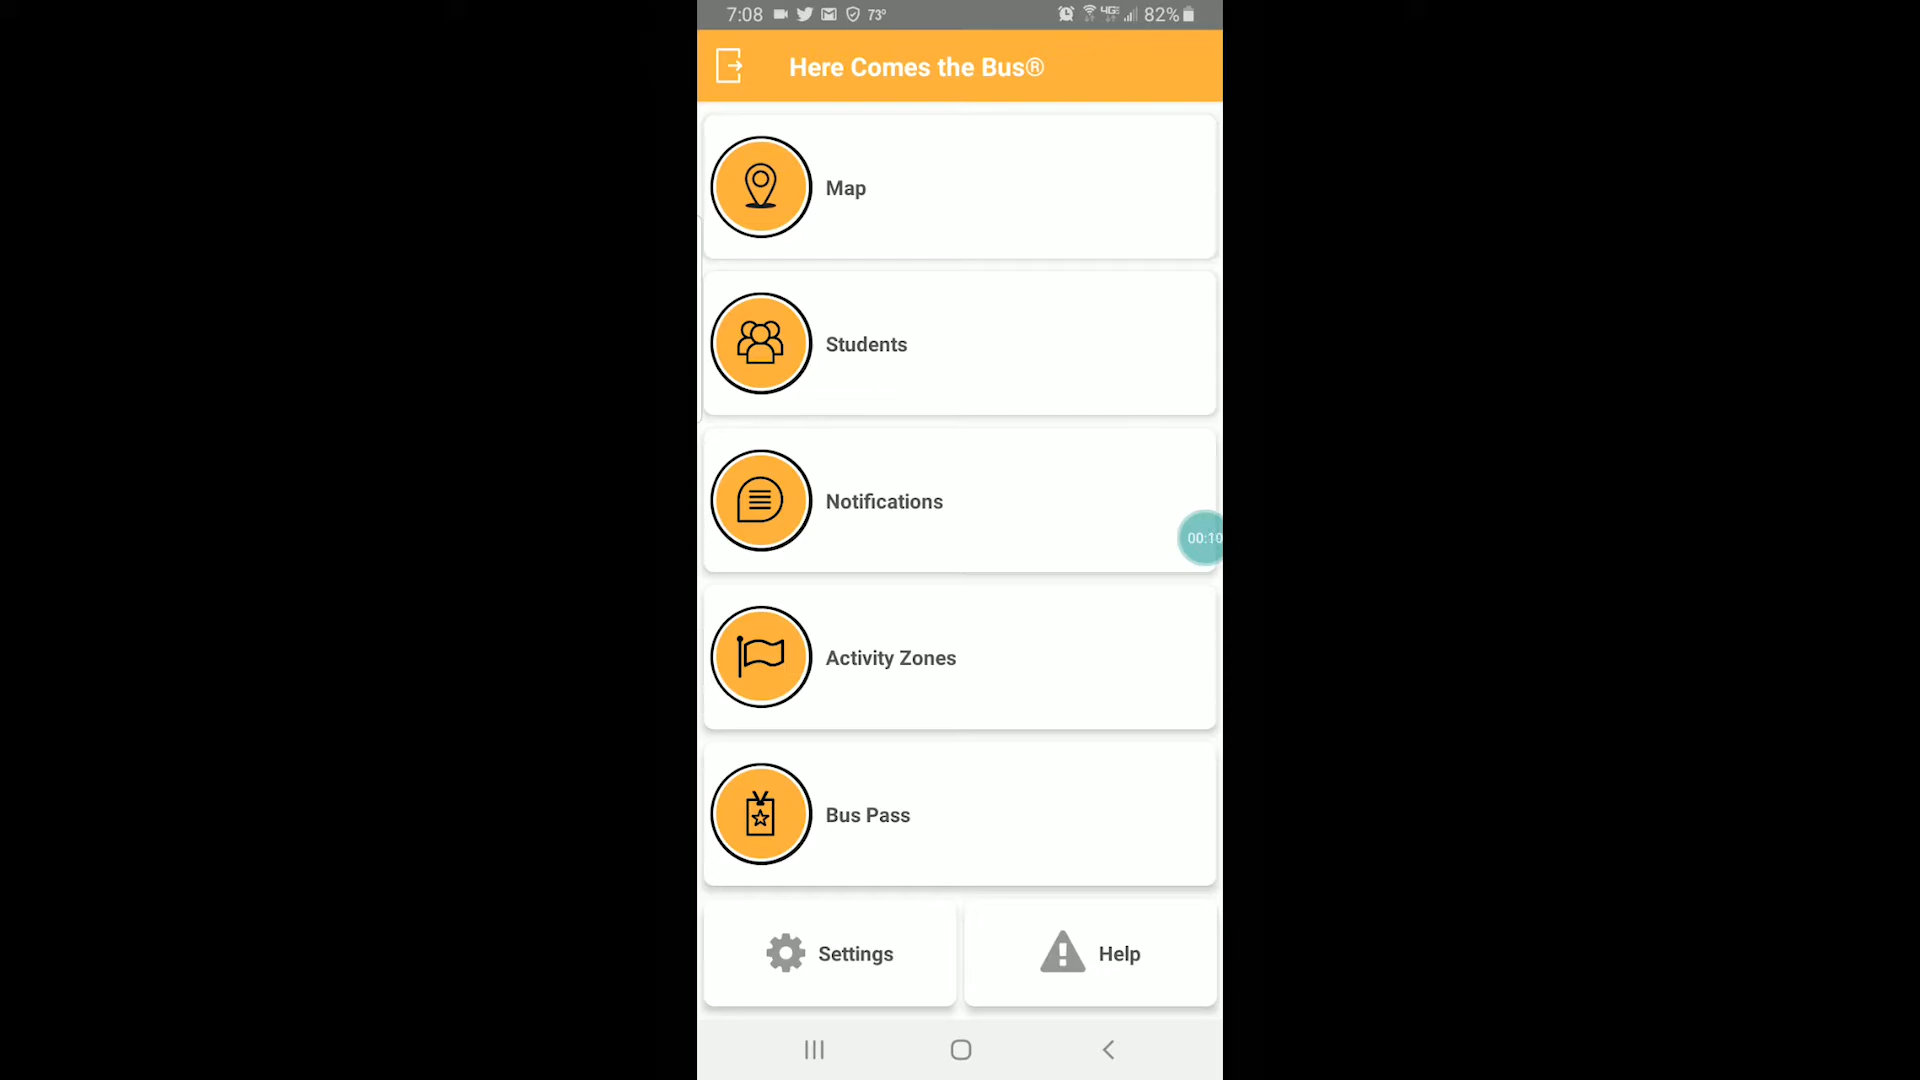 7:08 73° 4GE 82%
Here Comes the Bus®
Map
Students
Notifications
00:10
Activity Zones
Bus Pass
Settings Help